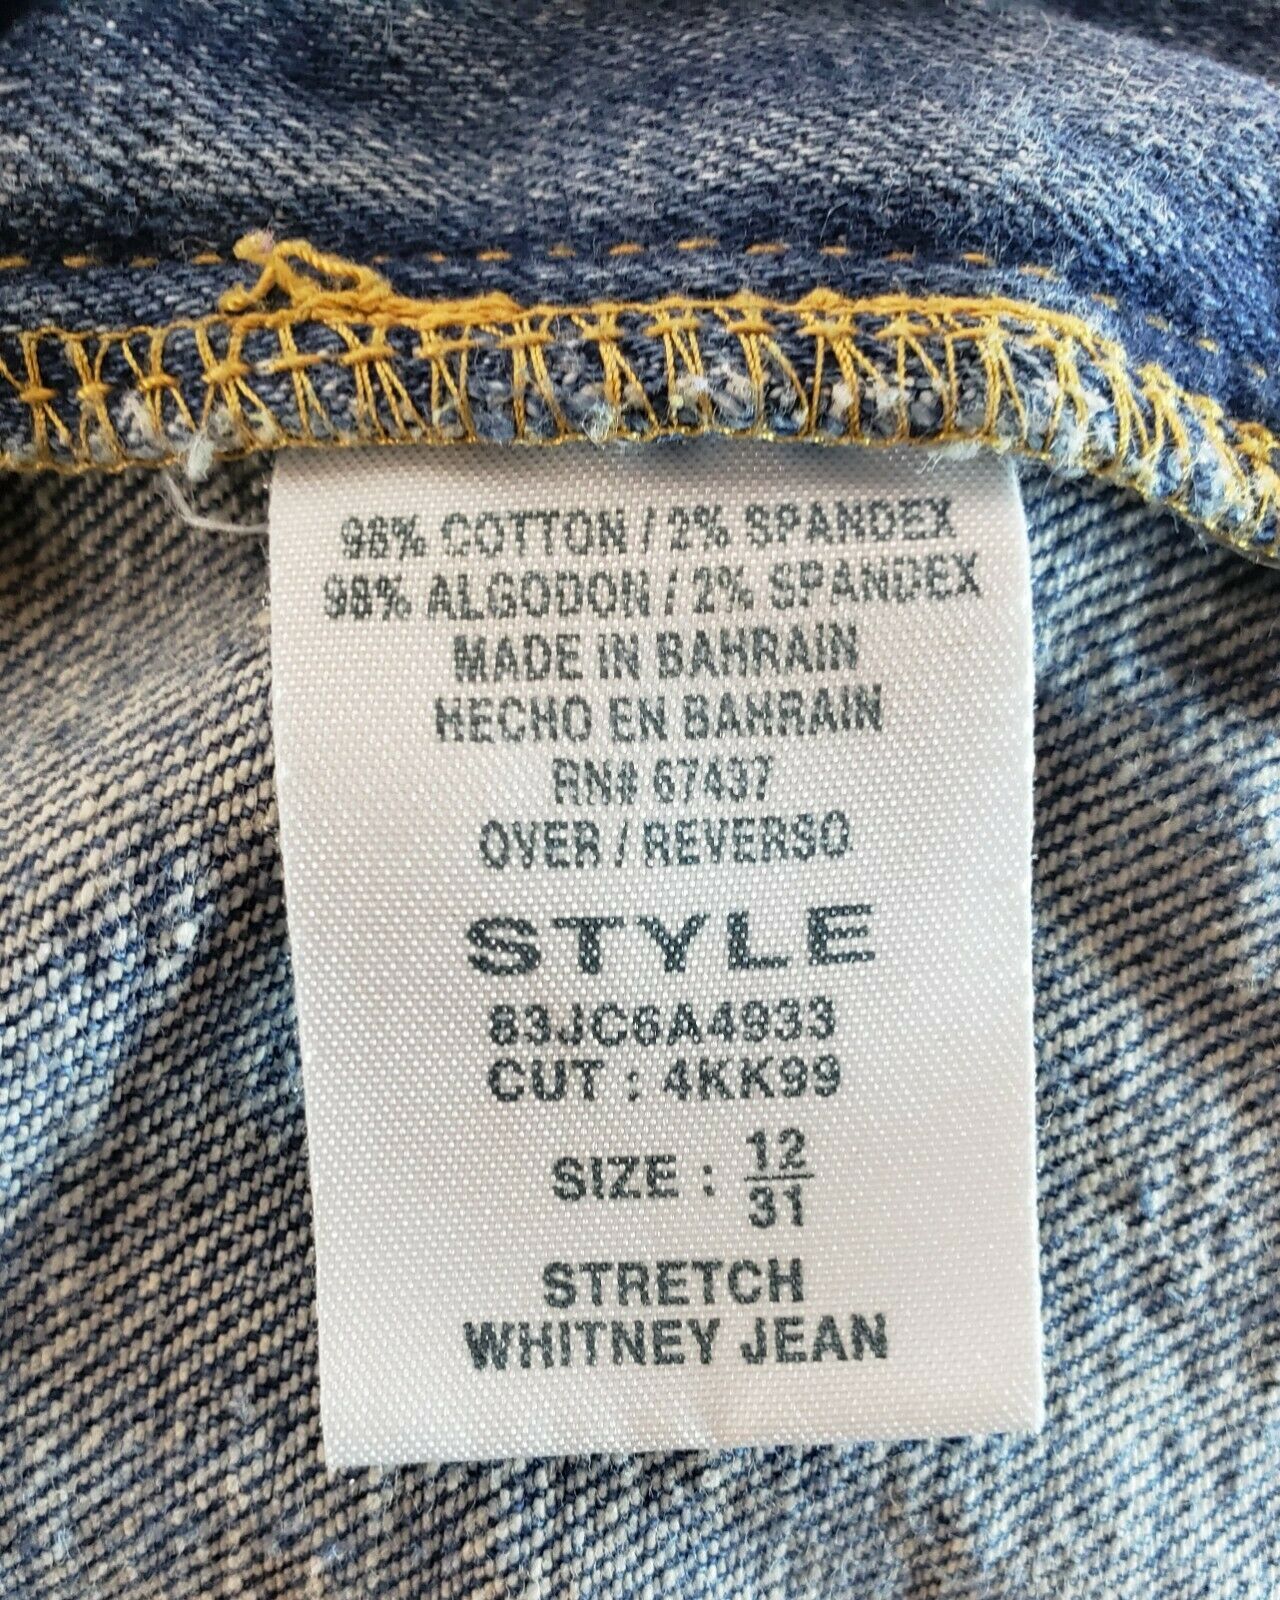 98% COTTON / 2% SPANDEX
98% ALGODON / 2% SPANDEX
MADE IN BAHRAIN
HECHO EN BAHRAIN
RN# 67437
OVER / REVERSO
STYLE
83JC6A4933
CUT : 4KK99
SIZE : 12
31
STRETCH
WHITNEY JEAN